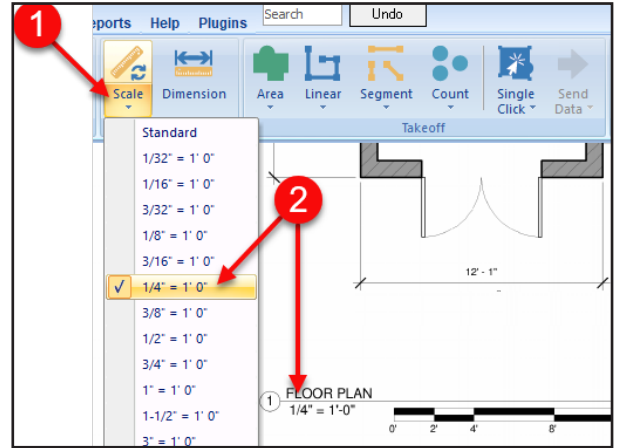 1
ports Help Plugins Search Undo
Scale Dimension Area Linear Segment Count Single Click Send Data
Takeoff
Standard
1/32" = 1' 0"
1/16" = 1' 0"
3/32" = 1' 0"
1/8" = 1' 0"
3/16" = 1' 0"
√ 1/4" = 1' 0"
3/8" = 1' 0"
1/2" = 1' 0"
3/4" = 1' 0"
1" = 1' 0"
1-1/2" = 1' 0"
3" = 1' 0"
2
12' - 1"
1 FLOOR PLAN
1/4" = 1'-0"
0' 2' 4' 8'